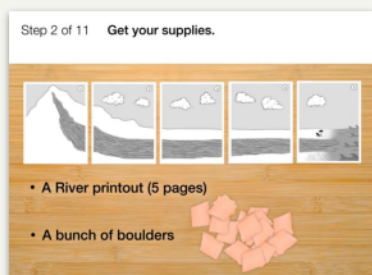 Step 2 of 11 Get your supplies.
• A River printout (5 pages)
• A bunch of boulders